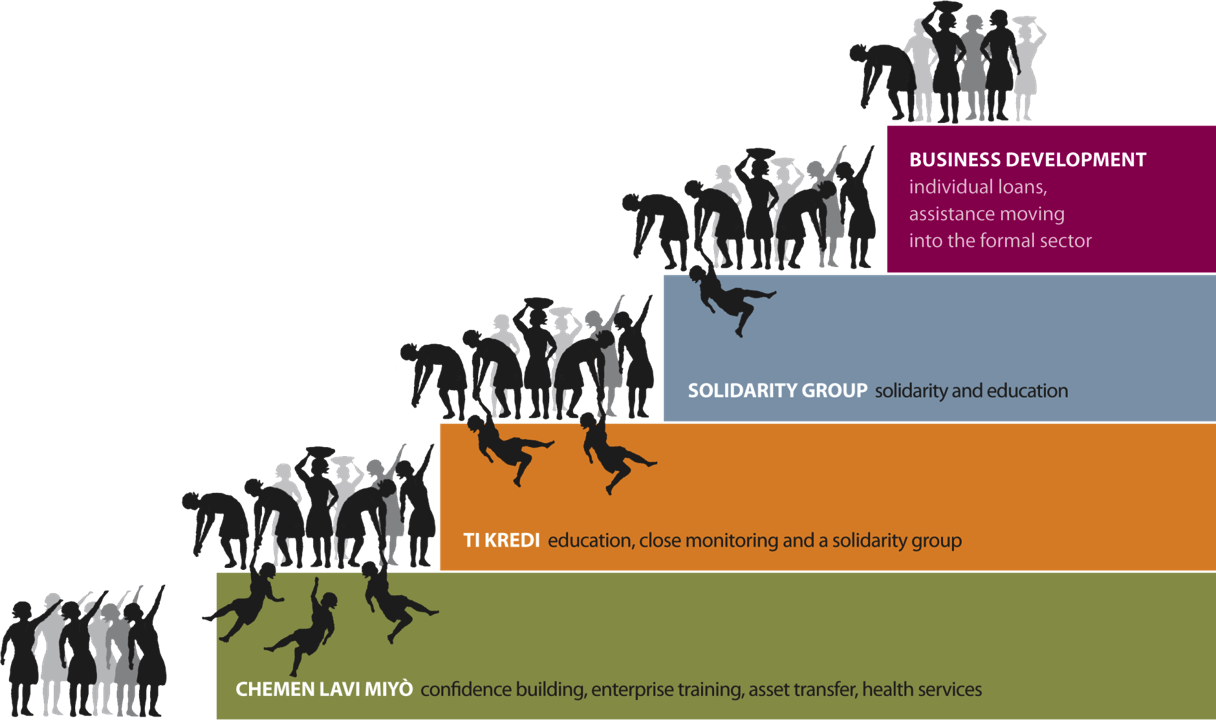 BUSINESS DEVELOPMENT
individual loans,
assistance moving
into the formal sector
SOLIDARITY GROUP solidarity and education
TI KREDI education, close monitoring and a solidarity group
CHEMEN LAVI MIYÒ confidence building, enterprise training, asset transfer, health services